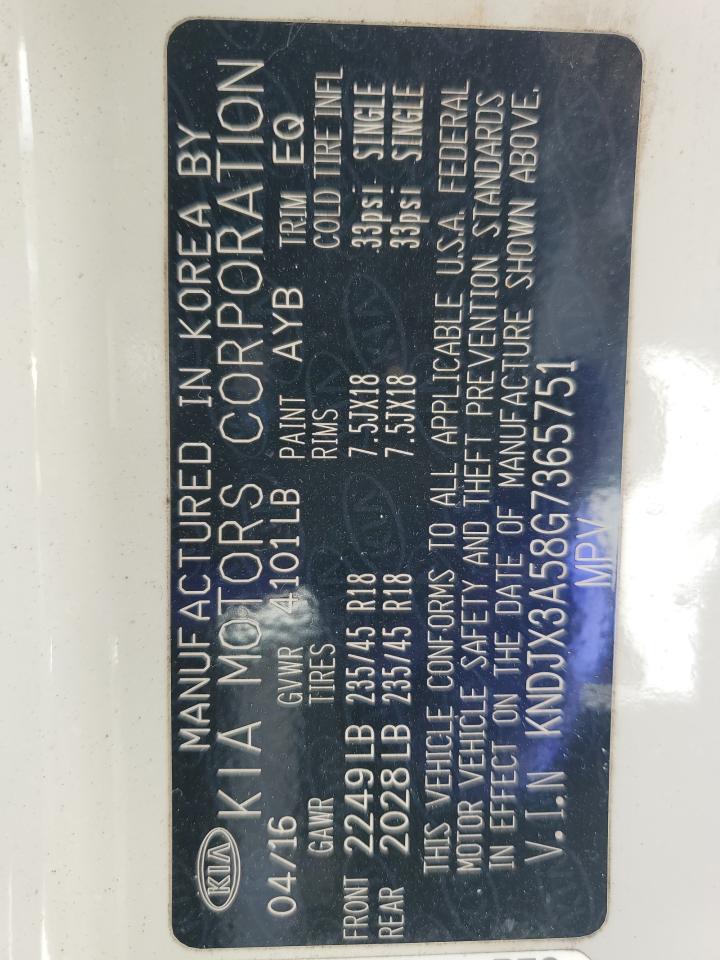 MANUFACTURED IN KOREA BY
KIA KIA MOTORS CORPORATION
04/16 GVWR 4101LB PAINT AYB TRIM EQ
GAWR TIRES RIMS COLD TIRE INFL
FRONT 2249LB 235/45 R18 7.5JX18 33psi SINGLE
REAR 2028LB 235/45 R18 7.5JX18 33psi SINGLE
THIS VEHICLE CONFORMS TO ALL APPLICABLE U.S.A. FEDERAL
MOTOR VEHICLE SAFETY AND THEFT PREVENTION STANDARDS
IN EFFECT ON THE DATE OF MANUFACTURE SHOWN ABOVE.
V.I.N KNDJX3A58G7365751
MPV